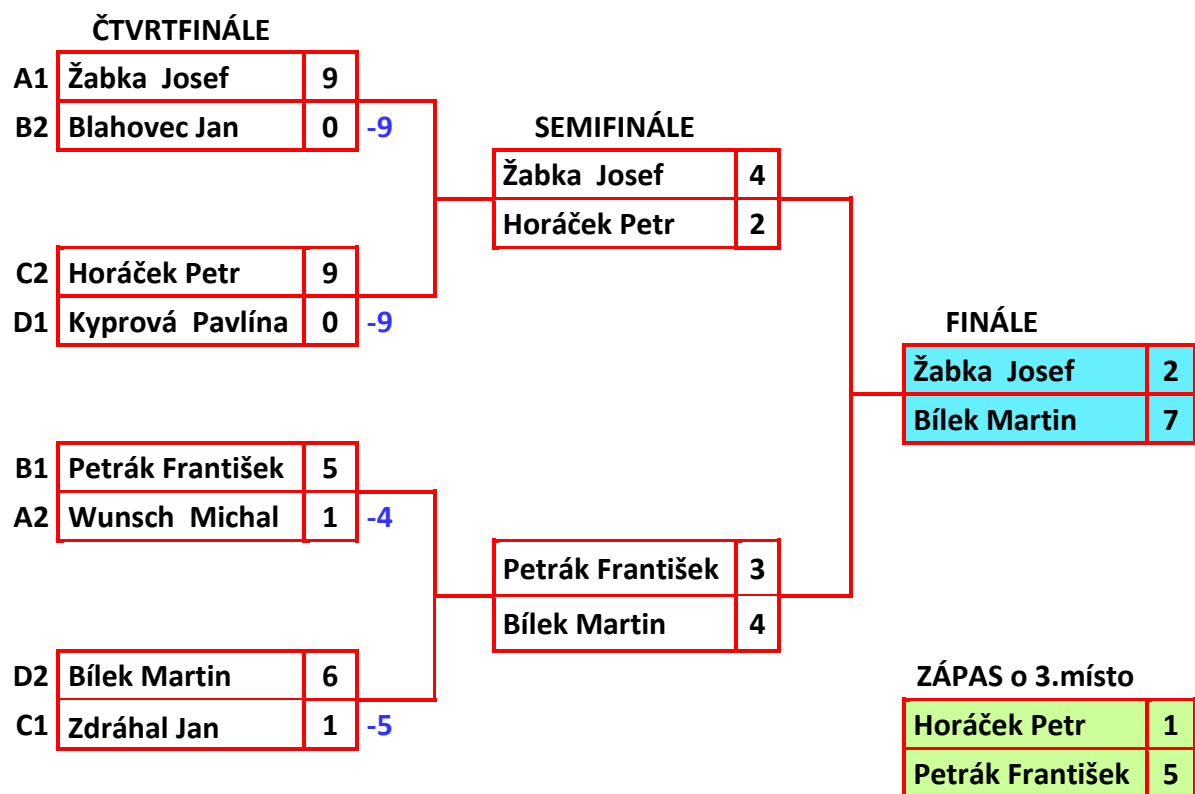 ČTVRTFINÁLE
A1 Žabka Josef 9
B2 Blahovec Jan 0 -9
SEMIFINÁLE
Žabka Josef 4
Horáček Petr 2
C2 Horáček Petr 9
D1 Kyprová Pavlína 0 -9
FINÁLE
Žabka Josef 2
Bílek Martin 7
B1 Petrák František 5
A2 Wunsch Michal 1 -4
Petrák František 3
Bílek Martin 4
D2 Bílek Martin 6
C1 Zdráhal Jan 1 -5
ZÁPAS o 3.místo
Horáček Petr 1
Petrák František 5